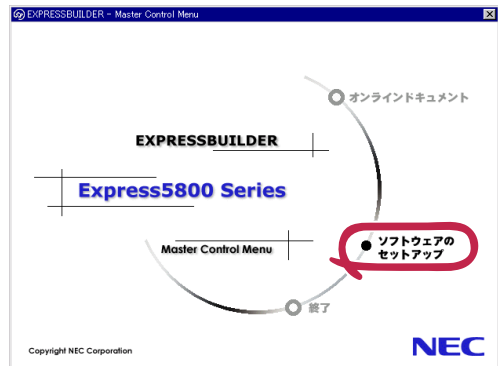 EXPRESSBUILDER - Master Control Menu
オンラインドキュメント
EXPRESSBUILDER
Express5800 Series
ソフトウェアの
セットアップ
Master Control Menu
終了
Copyright NEC Corporation
NEC